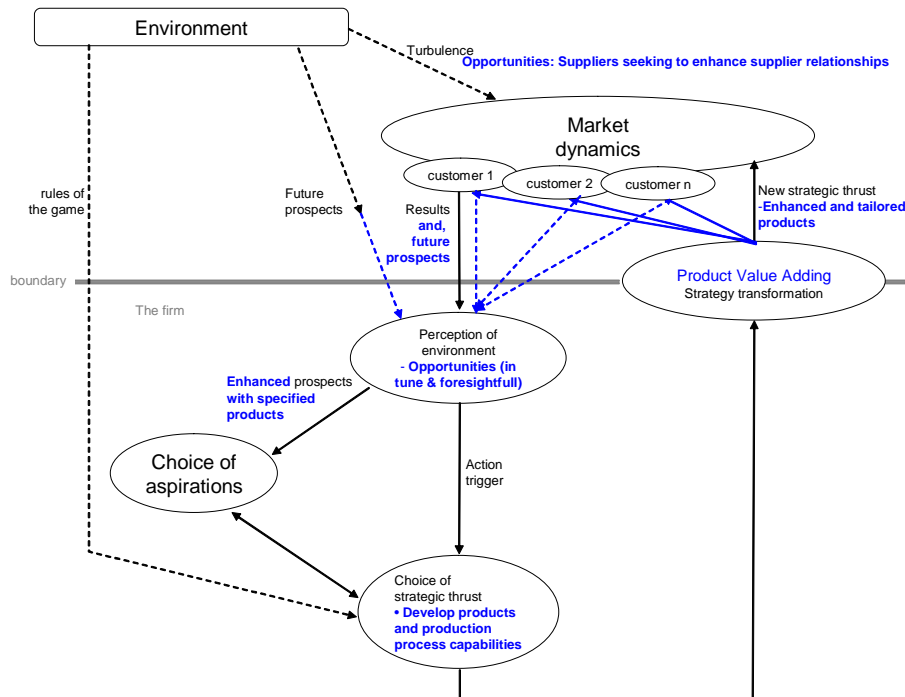 Environment
Turbulence
Opportunities: Suppliers seeking to enhance supplier relationships
Market
dynamics
customer 1
customer 2
customer n
rules of
the game
Future
prospects
Results
and,
future
prospects
New strategic thrust
-Enhanced and tailored
products
boundary
Product Value Adding
Strategy transformation
The firm
Perception of
environment
- Opportunities (in
tune & foresightfull)
Enhanced prospects
with specified
products
Choice of
aspirations
Action
trigger
Choice of
strategic thrust
• Develop products
and production
process capabilities